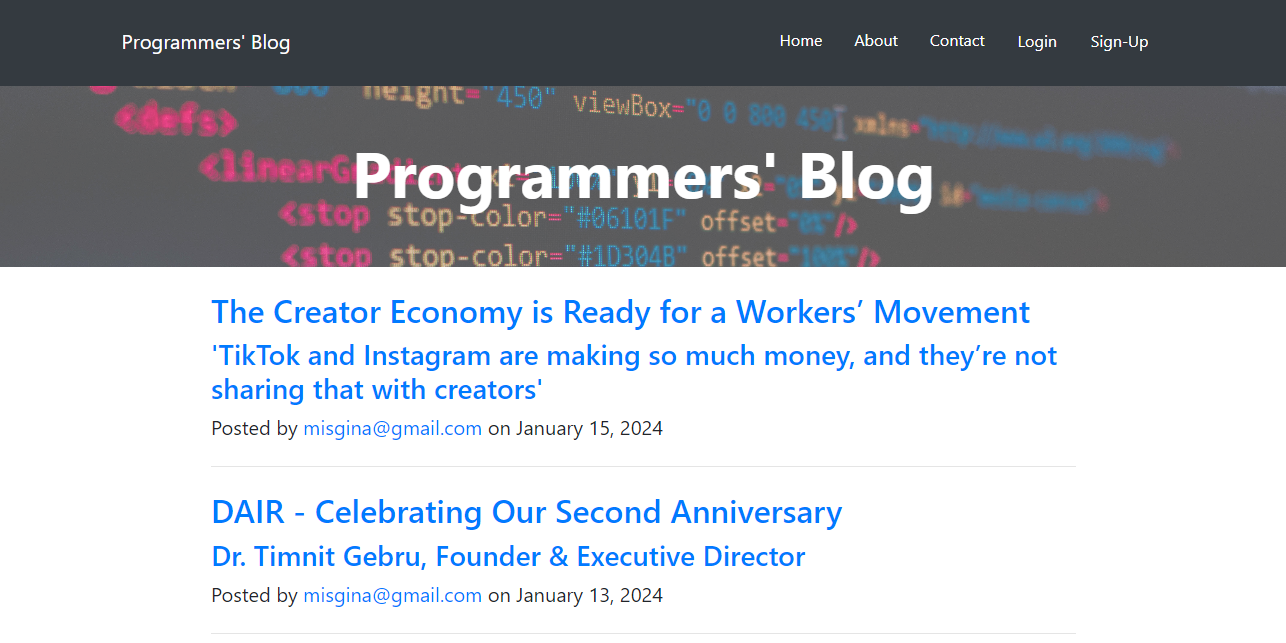 Programmers' Blog
Home About Contact Login Sign-Up
height="450" viewBox="0 0 800 450
<defs>
Programmers' Blog
<stop stop-color="#06101F" offset="0%"/>
<stop stop-color="#1D304B" offset="100%"/>
The Creator Economy is Ready for a Workers’ Movement
'TikTok and Instagram are making so much money, and they’re not
sharing that with creators'
Posted by misgina@gmail.com on January 15, 2024
DAIR - Celebrating Our Second Anniversary
Dr. Timnit Gebru, Founder & Executive Director
Posted by misgina@gmail.com on January 13, 2024